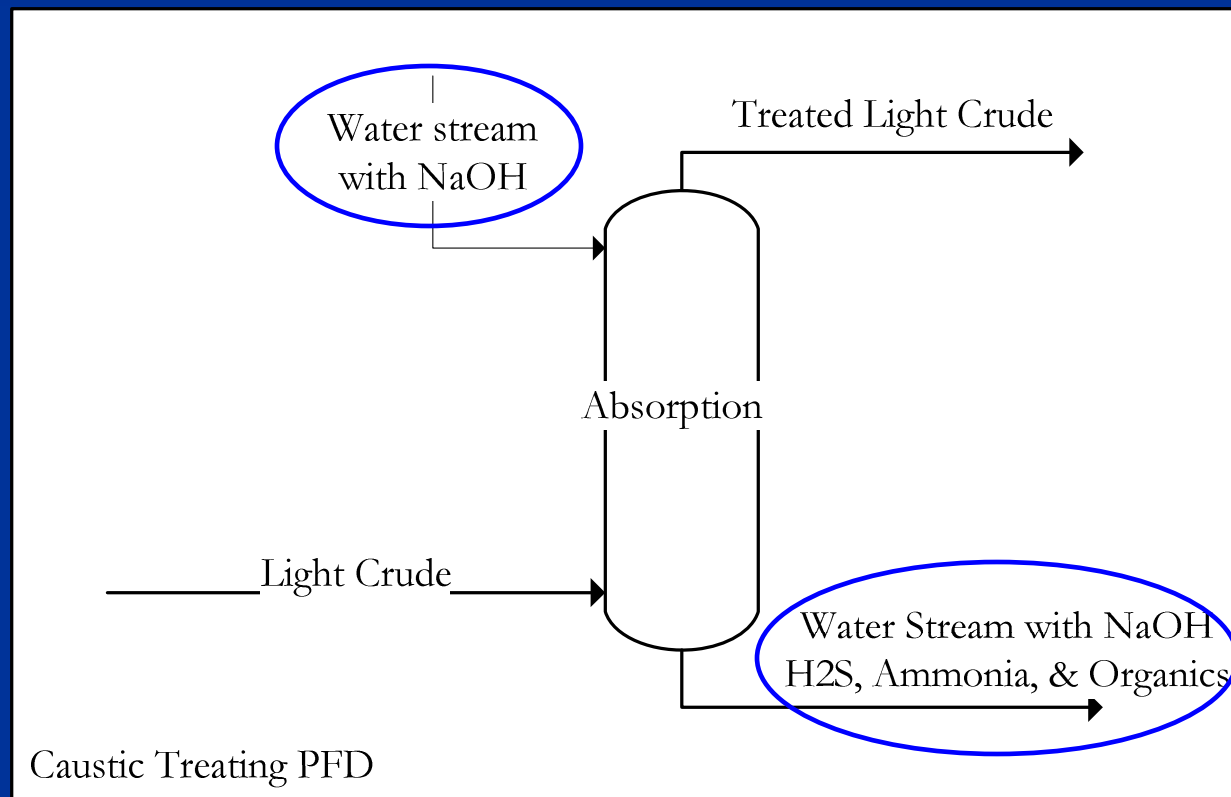 Water stream
with NaOH
Treated Light Crude
Absorption
Light Crude
Water Stream with NaOH
H2S, Ammonia, & Organics
Caustic Treating PFD